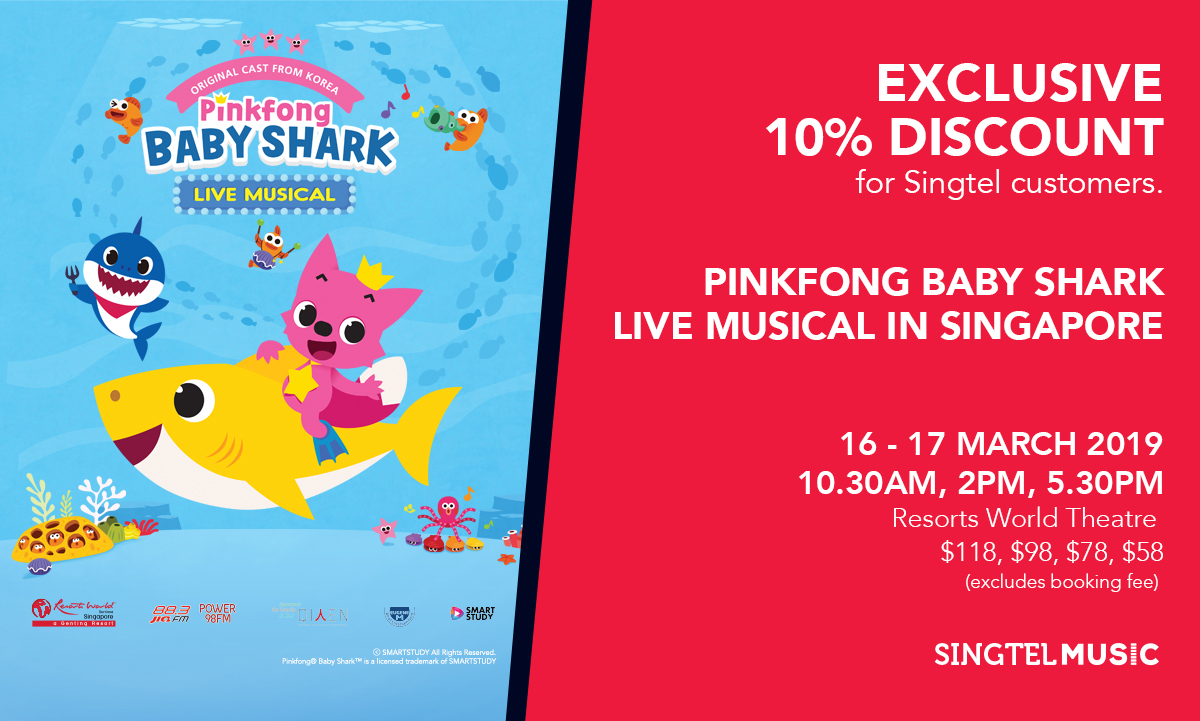 ORIGINAL CAST FROM KOREA
Pinkfong
BABY SHARK
LIVE MUSICAL
Resorts World
Sentosa
Singapore
a Genting Resort
88.3
jia FM
POWER
98FM
EUGENE
M
SMART
STUDY
© SMARTSTUDY All Rights Reserved.
Pinkfong® Baby Shark™ is a licensed trademark of SMARTSTUDY
EXCLUSIVE
10% DISCOUNT
for Singtel customers.
PINKFONG BABY SHARK
LIVE MUSICAL IN SINGAPORE
16 - 17 MARCH 2019
10.30AM, 2PM, 5.30PM
Resorts World Theatre
$118, $98, $78, $58
(excludes booking fee)
SINGTEL MUSIC